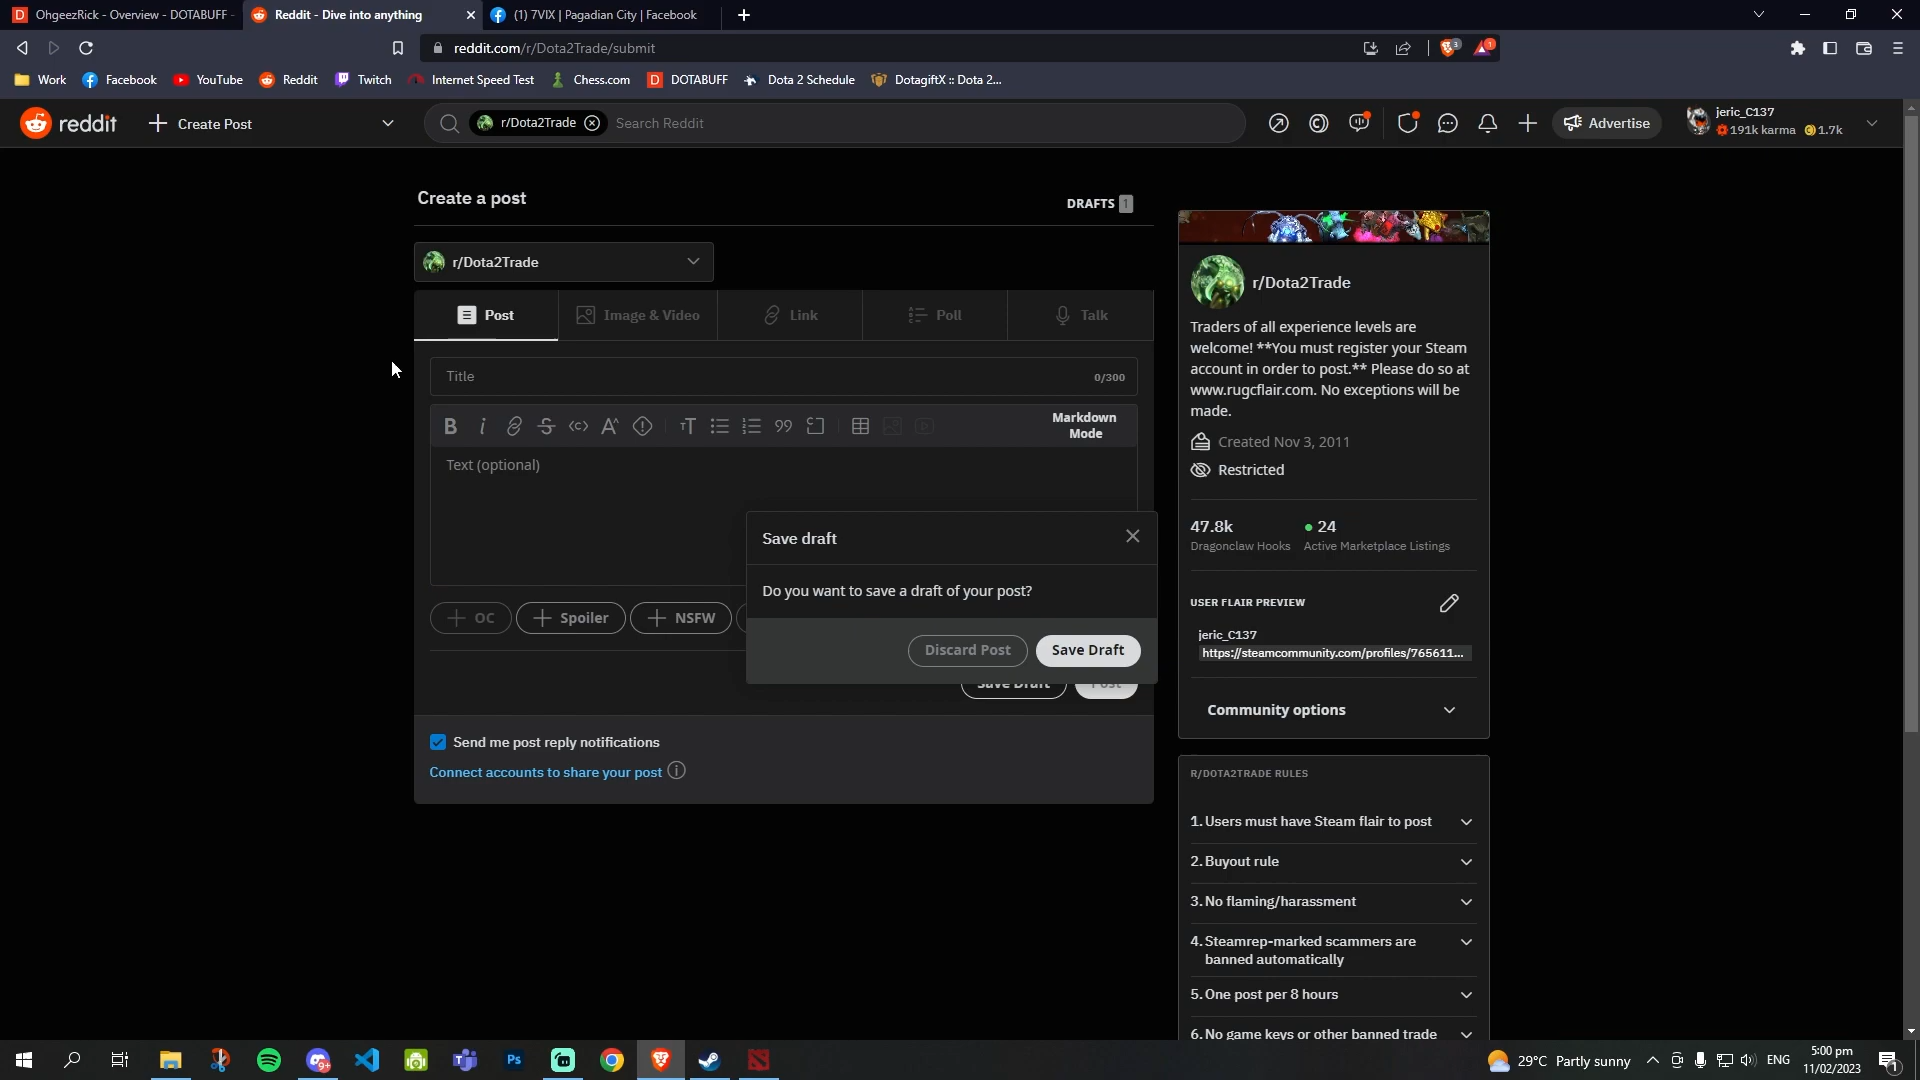 OhgeezRick - Overview - DOTABUFF -
Reddit - Dive into anything
(1) 7VIX | Pagadian City | Facebook
reddit.com/r/Dota2Trade/submit
3
1
Work
Facebook
YouTube
Reddit
Twitch
Internet Speed Test
Chess.com
DOTABUFF
Dota 2 Schedule
DotagiftX :: Dota 2...
reddit
Create Post
r/Dota2Trade
Search Reddit
Advertise
jeric_C137
191k karma
1.7k
Create a post
DRAFTS 1
r/Dota2Trade
Post
Image & Video
Link
Poll
Talk
Title
0/300
Markdown
Mode
Text (optional)
Save draft
Do you want to save a draft of your post?
Discard Post
Save Draft
OC
Spoiler
NSFW
Save Draft
Post
Send me post reply notifications
Connect accounts to share your post
r/Dota2Trade
Traders of all experience levels are
welcome! **You must register your Steam
account in order to post.** Please do so at
www.rugcflair.com. No exceptions will be
made.
Created Nov 3, 2011
Restricted
47.8k
Dragonclaw Hooks
24
Active Marketplace Listings
USER FLAIR PREVIEW
jeric_C137
https://steamcommunity.com/profiles/765611...
Community options
R/DOTA2TRADE RULES
1. Users must have Steam flair to post
2. Buyout rule
3. No flaming/harassment
4. Steamrep-marked scammers are
banned automatically
5. One post per 8 hours
6. No game keys or other banned trade
29°C Partly sunny
ENG
5:00 pm
11/02/2023
1